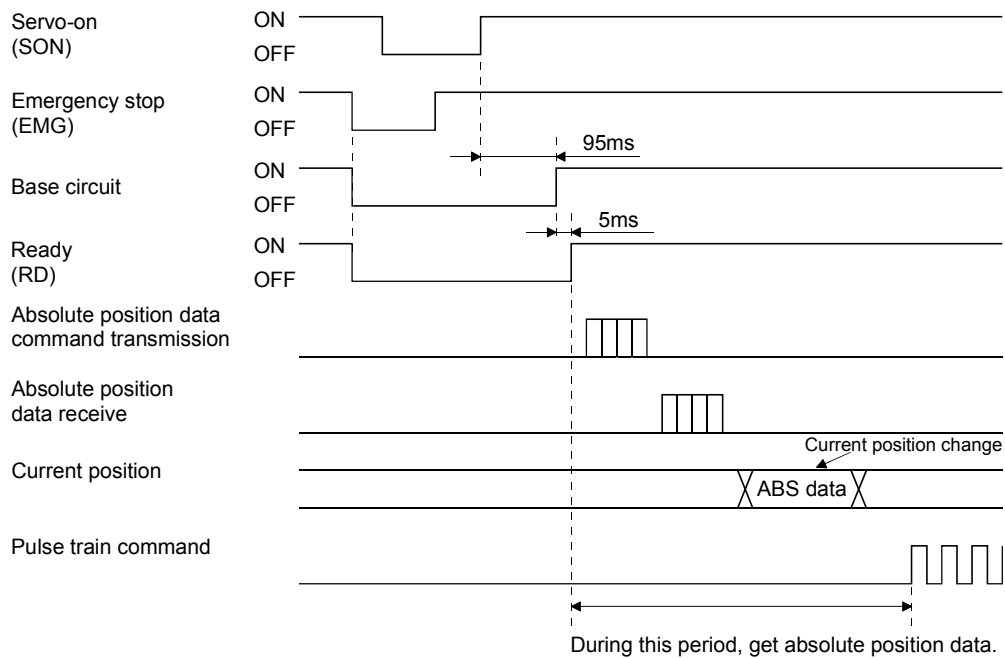 Servo-on
(SON)
ON
OFF
Emergency stop
(EMG)
ON
OFF
95ms
Base circuit
ON
OFF
5ms
Ready
(RD)
ON
OFF
Absolute position data
command transmission
Absolute position
data receive
Current position change
Current position
ABS data
Pulse train command
During this period, get absolute position data.